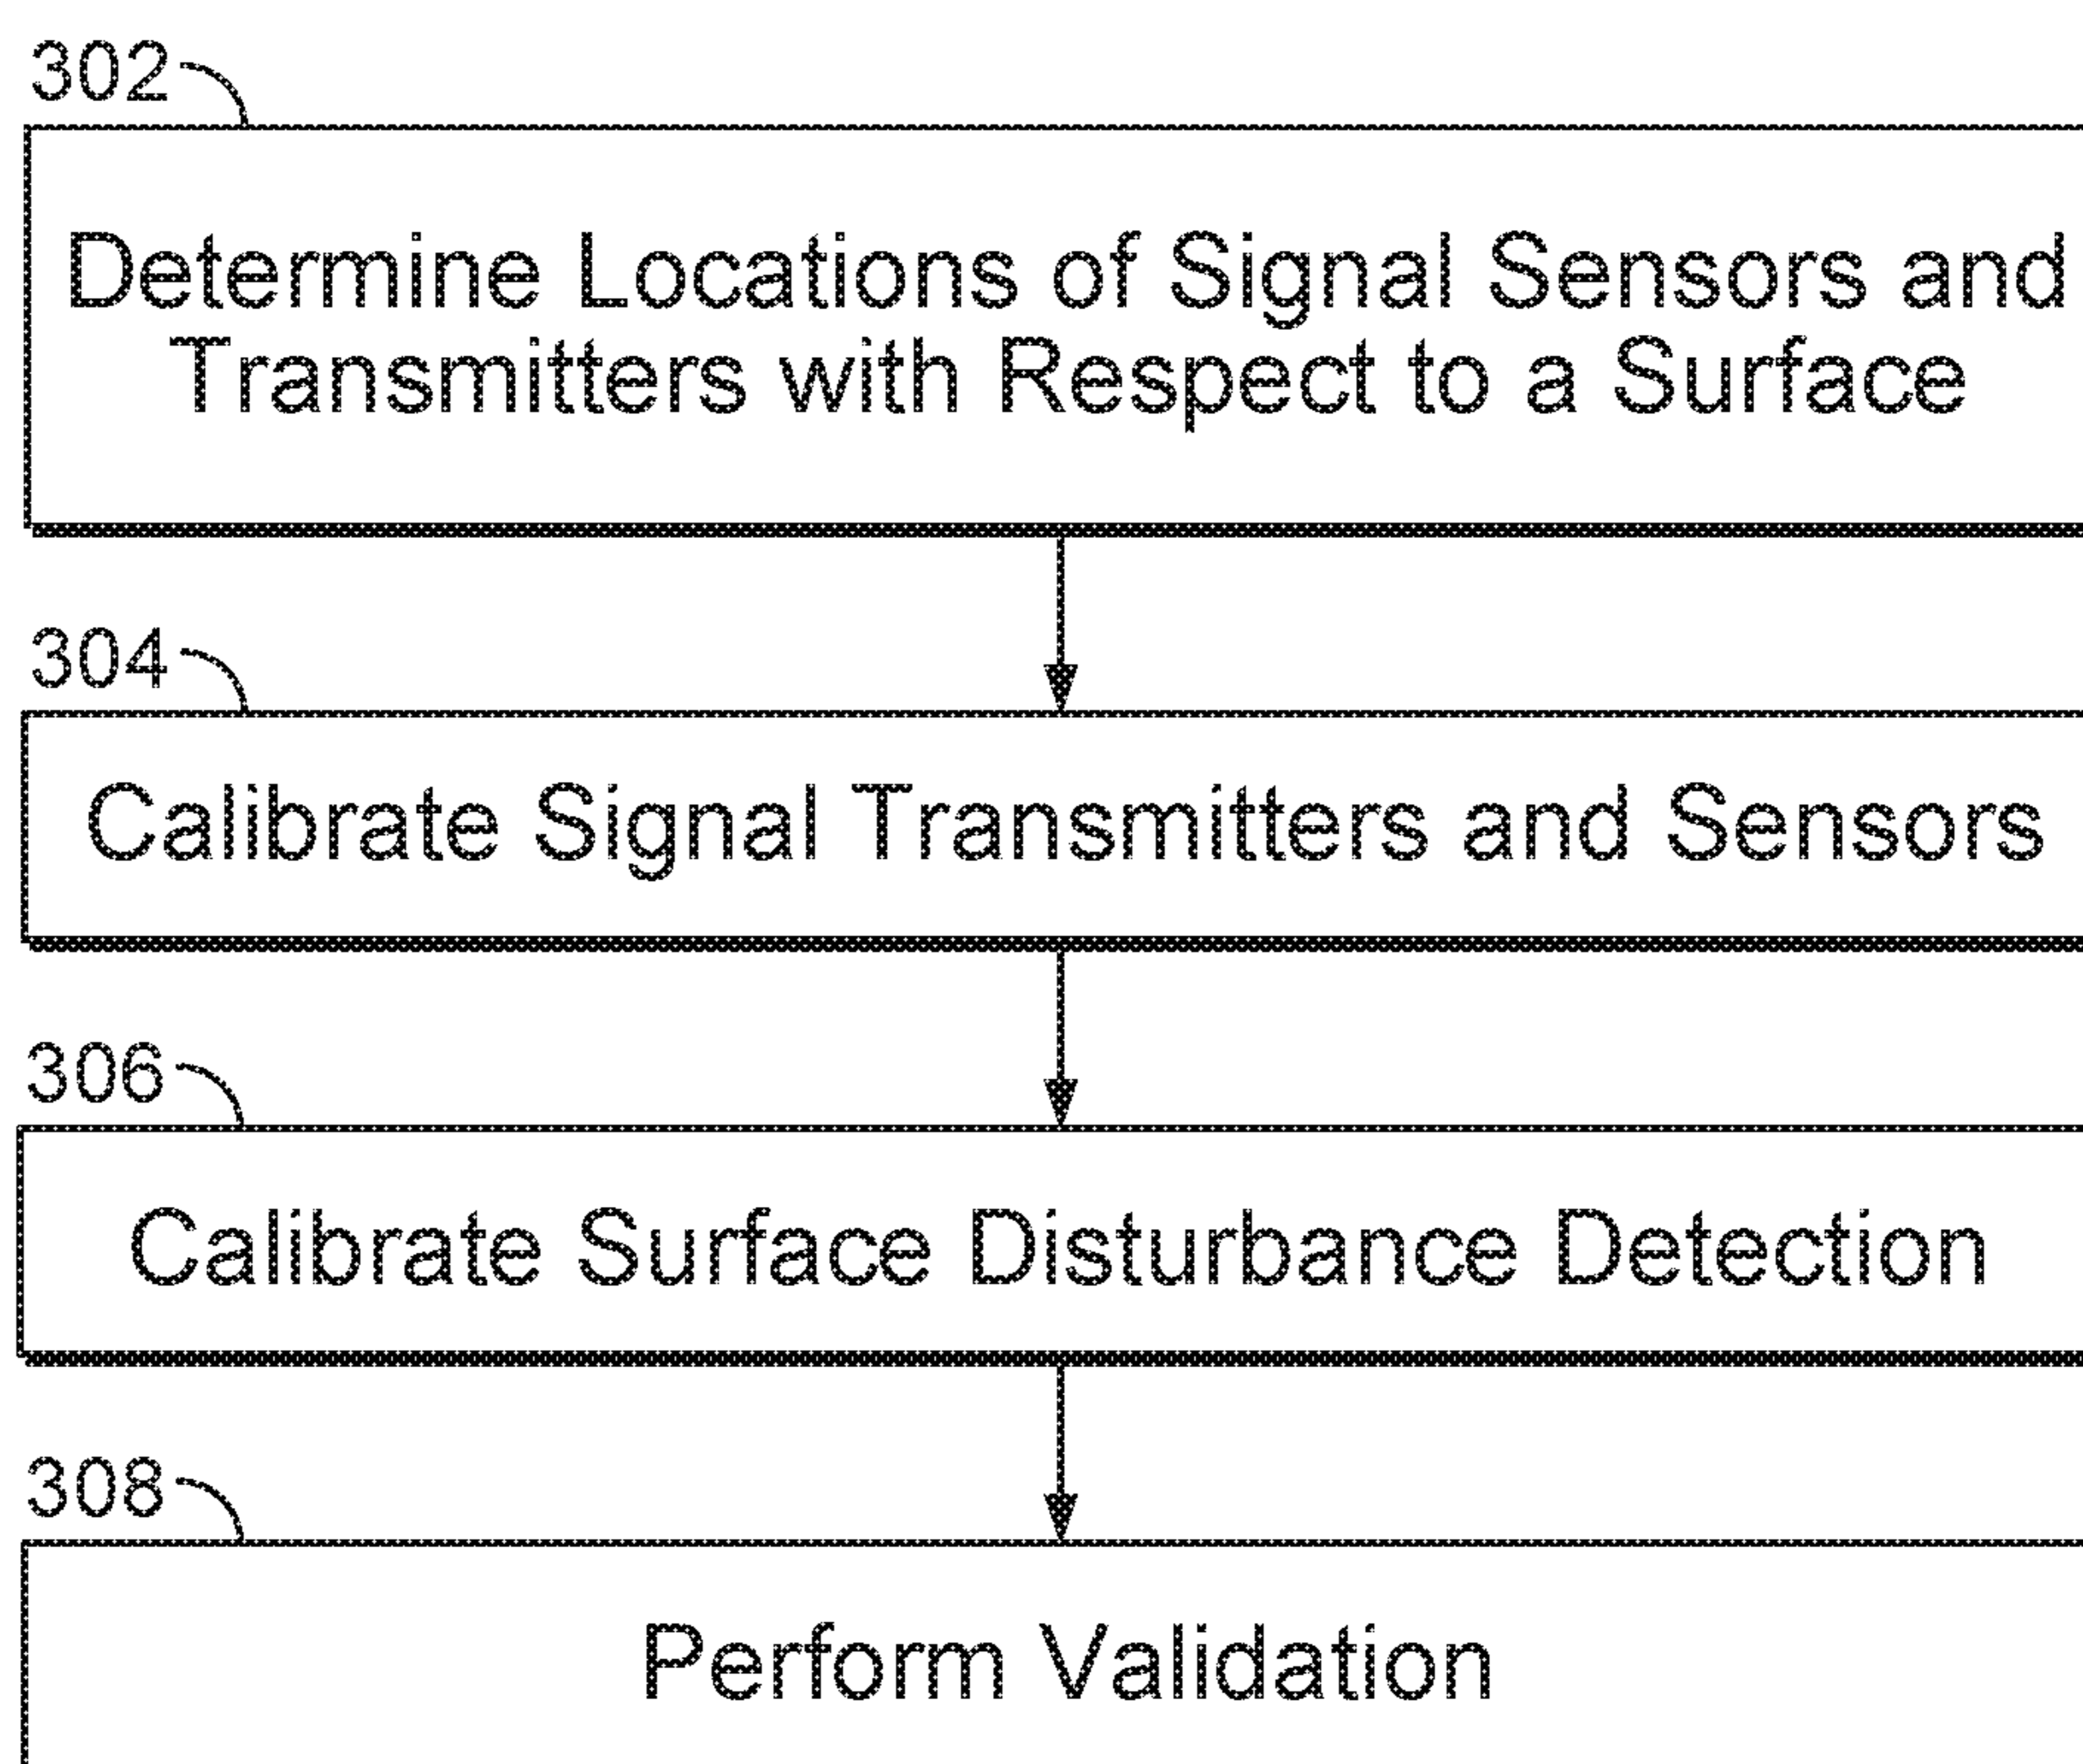 302
Determine Locations of Signal Sensors and
Transmitters with Respect to a Surface
304
Calibrate Signal Transmitters and Sensors
306
Calibrate Surface Disturbance Detection
308
Perform Validation